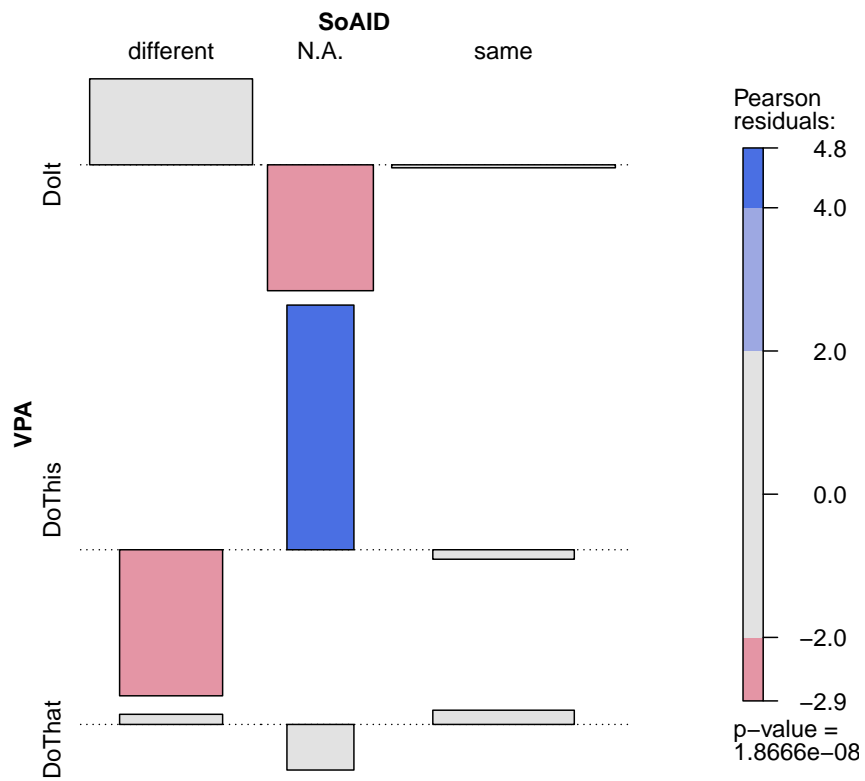 SoAID
different N.A. same
VPA
DoIt
DoThis
DoThat
Pearson
residuals:
4.8
4.0
2.0
0.0
−2.0
−2.9
p−value =
1.8666e−08